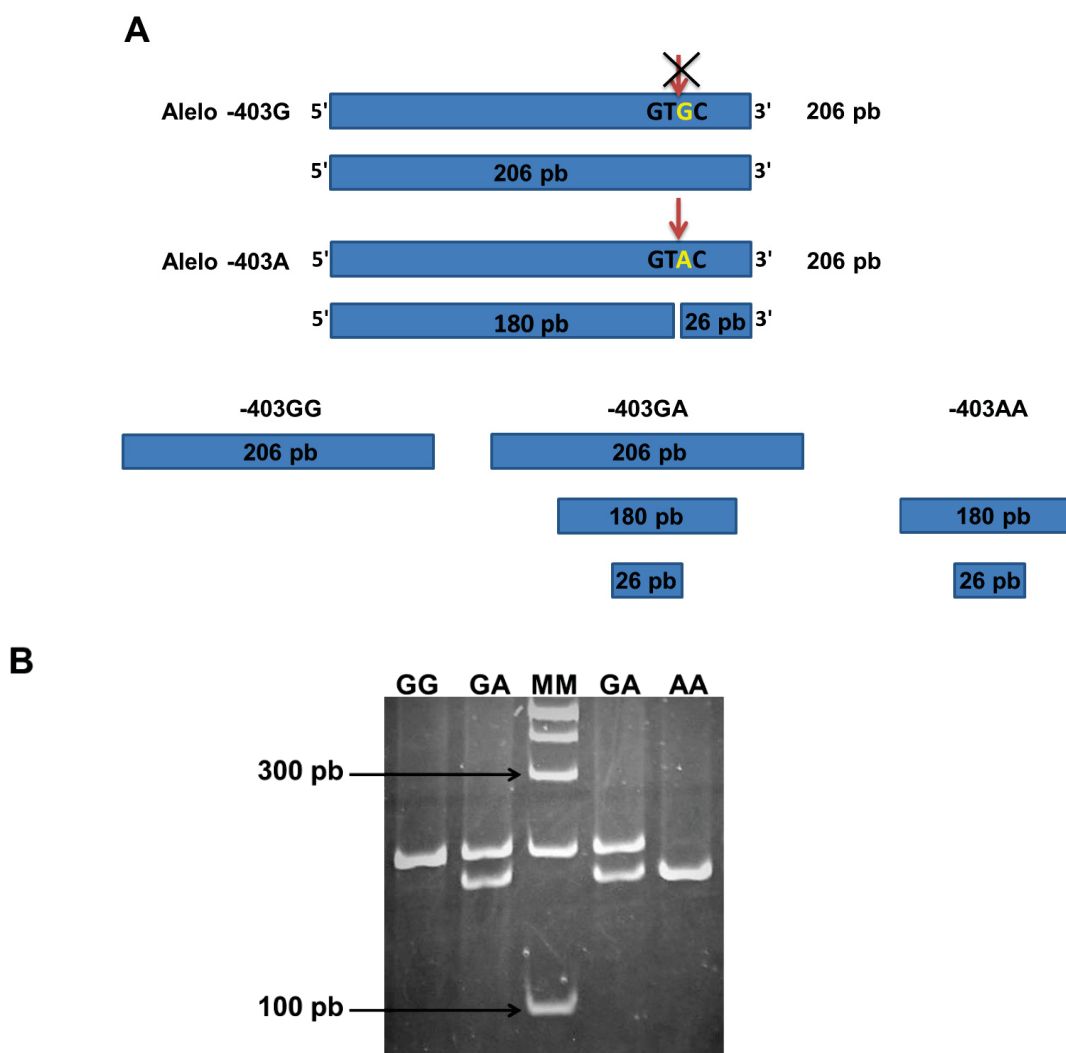 A
Alelo -403G 5' GTGC 3' 206 pb
5' 206 pb 3'
Alelo -403A 5' GTAC 3' 206 pb
5' 180 pb 26 pb 3'
-403GG -403GA -403AA
206 pb 206 pb
180 pb 180 pb
26 pb 26 pb
B
GG GA MM GA AA
300 pb
100 pb